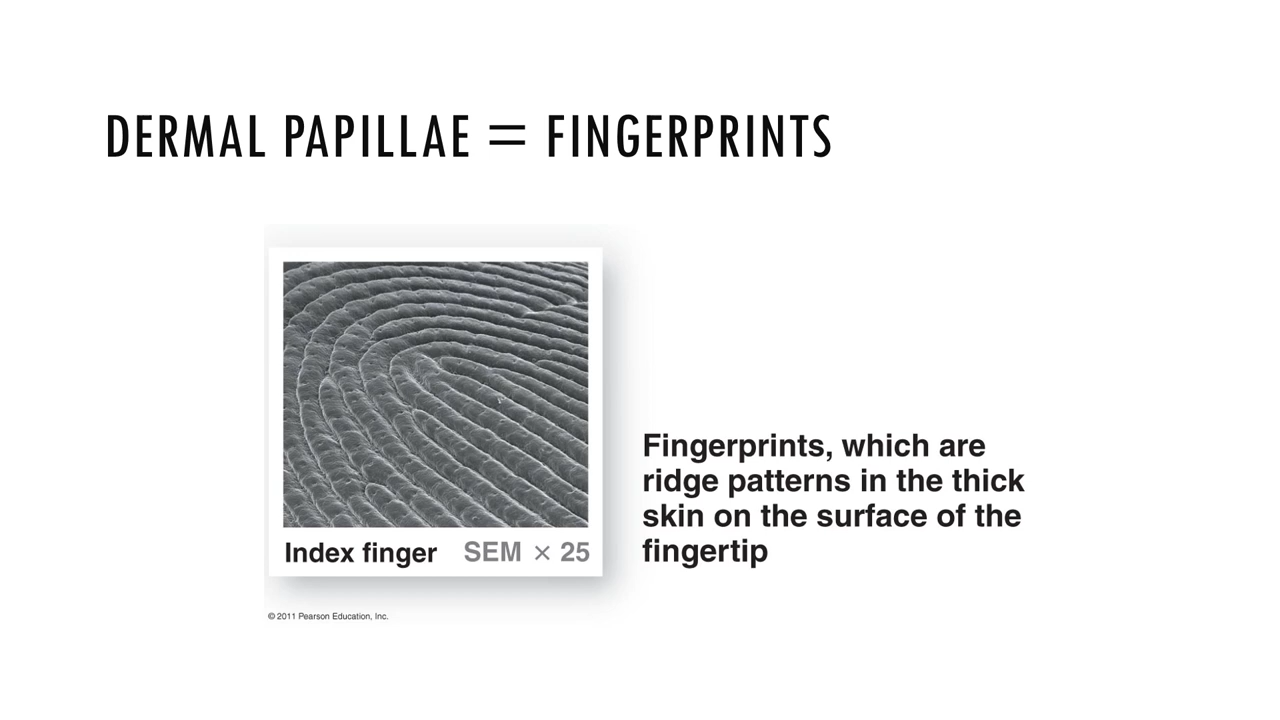 DERMAL PAPILLAE = FINGERPRINTS
Index finger SEM × 25
Fingerprints, which are
ridge patterns in the thick
skin on the surface of the
fingertip
© 2011 Pearson Education, Inc.